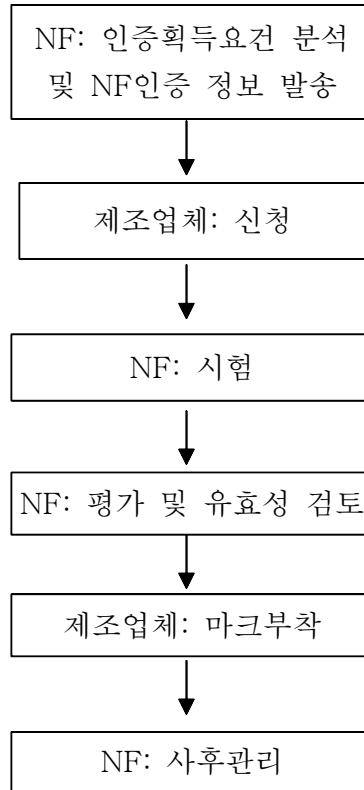 NF: 인증획득요건 분석
및 NF인증 정보 발송
제조업체: 신청
NF: 시험
NF: 평가 및 유효성 검토
제조업체: 마크부착
NF: 사후관리